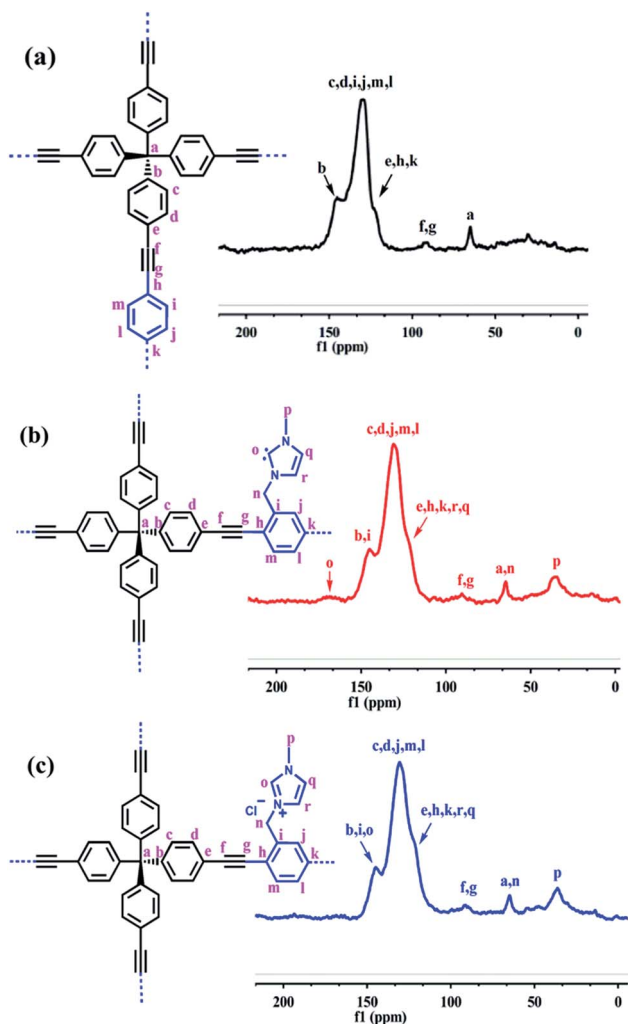 (a)
a
b
c
d
e
f
g
h
m
i
l
j
k
c,d,i,j,m,l
b
e,h,k
f,g
a
200
150
100
50
0
f1 (ppm)
(b)
p
N
o
q
N
r
n
i
j
c
d
f
g
h
k
a
b
e
m
l
c,d,j,m,l
b,i
e,h,k,r,q
o
f,g
a,n
p
200
150
100
50
0
f1 (ppm)
(c)
p
N
o
q
Cl⁻
N
+
r
n
i
j
c
d
f
g
h
k
a
b
e
m
l
c,d,j,m,l
b,i,o
e,h,k,r,q
f,g
a,n
p
200
150
100
50
0
f1 (ppm)